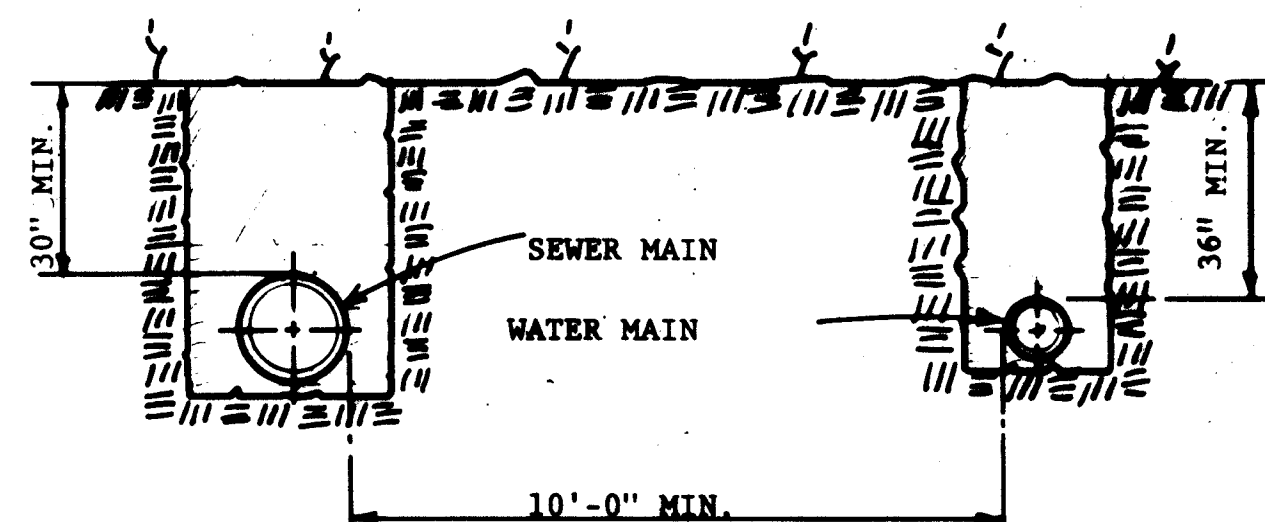 30" MIN.
SEWER MAIN
36" MIN.
WATER MAIN
10'-0" MIN.